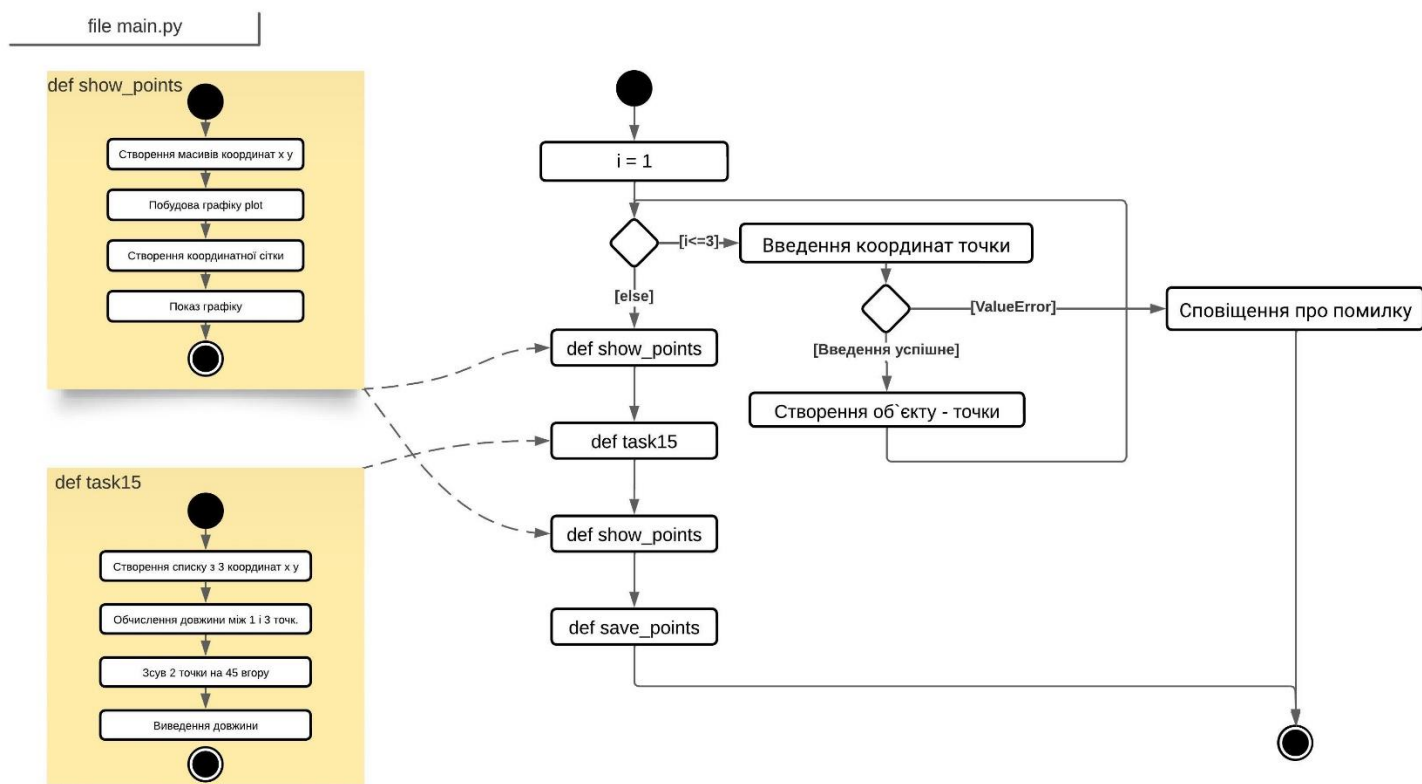 file main.py
def show_points
Створення масивів координат x y
Побудова графіку plot
Створення координатної сітки
Показ графіку
def task15
Створення списку з 3 координат x y
Обчислення довжини між 1 і 3 точк.
Зсув 2 точки на 45 вгору
Виведення довжини
i = 1
[i<=3]
Введення координат точки
[else]
[ValueError]
Сповіщення про помилку
[Введення успішне]
Створення об`єкту - точки
def show_points
def task15
def show_points
def save_points